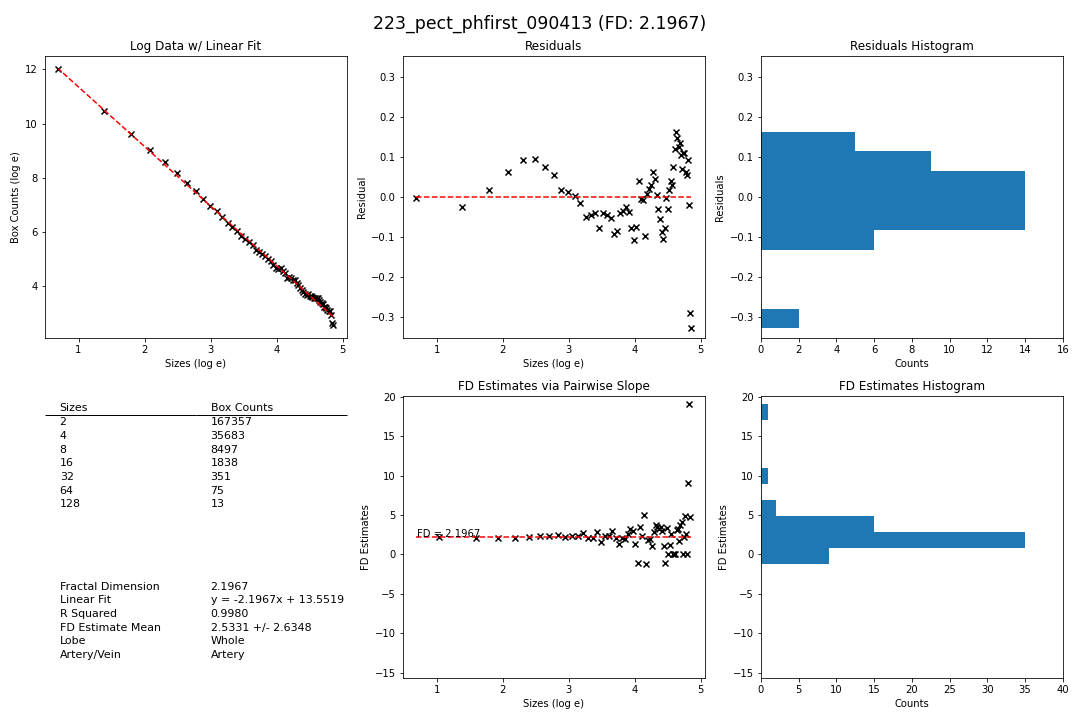 223_pect_phfirst_090413 (FD: 2.1967)
Log Data w/ Linear Fit
Box Counts (log e)
12
10
8
6
4
1 2 3 4 5
Sizes (log e)
Residuals
Residual
0.3
0.2
0.1
0.0
−0.1
−0.2
−0.3
1 2 3 4 5
Sizes (log e)
Residuals Histogram
Residuals
0.3
0.2
0.1
0.0
−0.1
−0.2
−0.3
0 2 4 6 8 10 12 14 16
Counts
Sizes Box Counts
2 167357
4 35683
8 8497
16 1838
32 351
64 75
128 13
Fractal Dimension 2.1967
Linear Fit y = -2.1967x + 13.5519
R Squared 0.9980
FD Estimate Mean 2.5331 +/- 2.6348
Lobe Whole
Artery/Vein Artery
FD Estimates via Pairwise Slope
FD Estimates
20
15
10
5
0
−5
−10
−15
FD = 2.1967
1 2 3 4 5
Sizes (log e)
FD Estimates Histogram
FD Estimates
20
15
10
5
0
−5
−10
−15
0 5 10 15 20 25 30 35 40
Counts